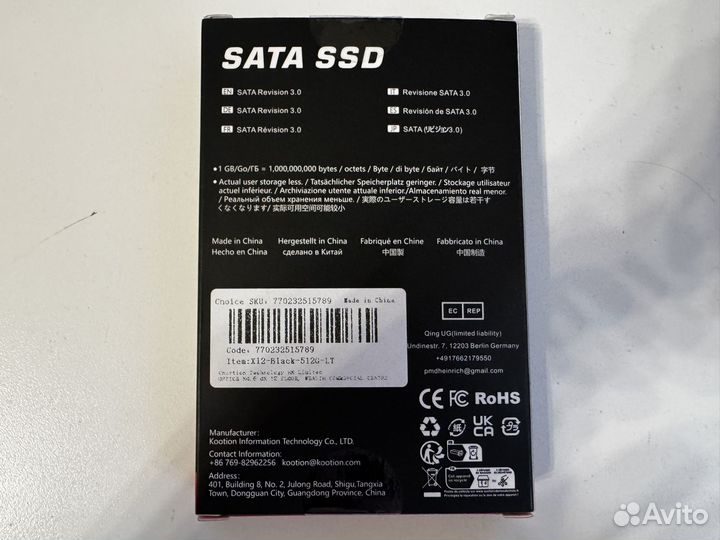 SATA SSD
EN SATA Revision 3.0
IT Revisione SATA 3.0
DE SATA Revision 3.0
ES Revisión de SATA 3.0
FR SATA Révision 3.0
JP SATA (リビジョン3.0)
• 1 GB/Go/ГБ = 1,000,000,000 bytes / octets / Byte / di byte / байт / バイト / 字节
• Actual user storage less. / Tatsächlicher Speicherplatz geringer. / Stockage utilisateur
actuel inférieur. / Archiviazione utente attuale inferiore./Almacenamiento real menor.
/ Реальный объем хранения меньше. / 実際のユーザーストレージ容量は若干す
くなくなります/ 实际可用空间可能较小
Made in China
Hergestellt in China
Fabriqué en Chine
Fabbricato in China
Hecho en China
сделано в Китай
中国製
中国制造
Choice SKU: 770232515789 Made in China
Code: 770232515789
Item:X12-Black-512G-LT
EC REP
Qing UG(limited liability)
Undinestr. 7, 12203 Berlin Germany
+4917662179550
pmdheinrich@gmail.com
CE FC RoHS
UK
CA
Manufacturer:
Kootion Information Technology Co., LTD.
Contact Information:
+86 769-82962256 kootion@kootion.com
Address:
401, Building 8, No. 2, Julong Road, Shigu,Tangxia
Town, Dongguan City, Guangdong Province, China
FR
Avito